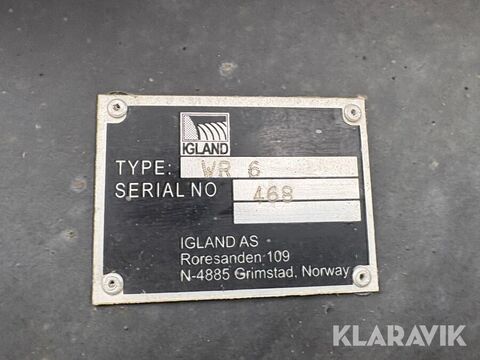 IGLAND
TYPE: WR 6
SERIAL NO 468
IGLAND AS
Roresanden 109
N-4885 Grimstad, Norway
KLARAVIK